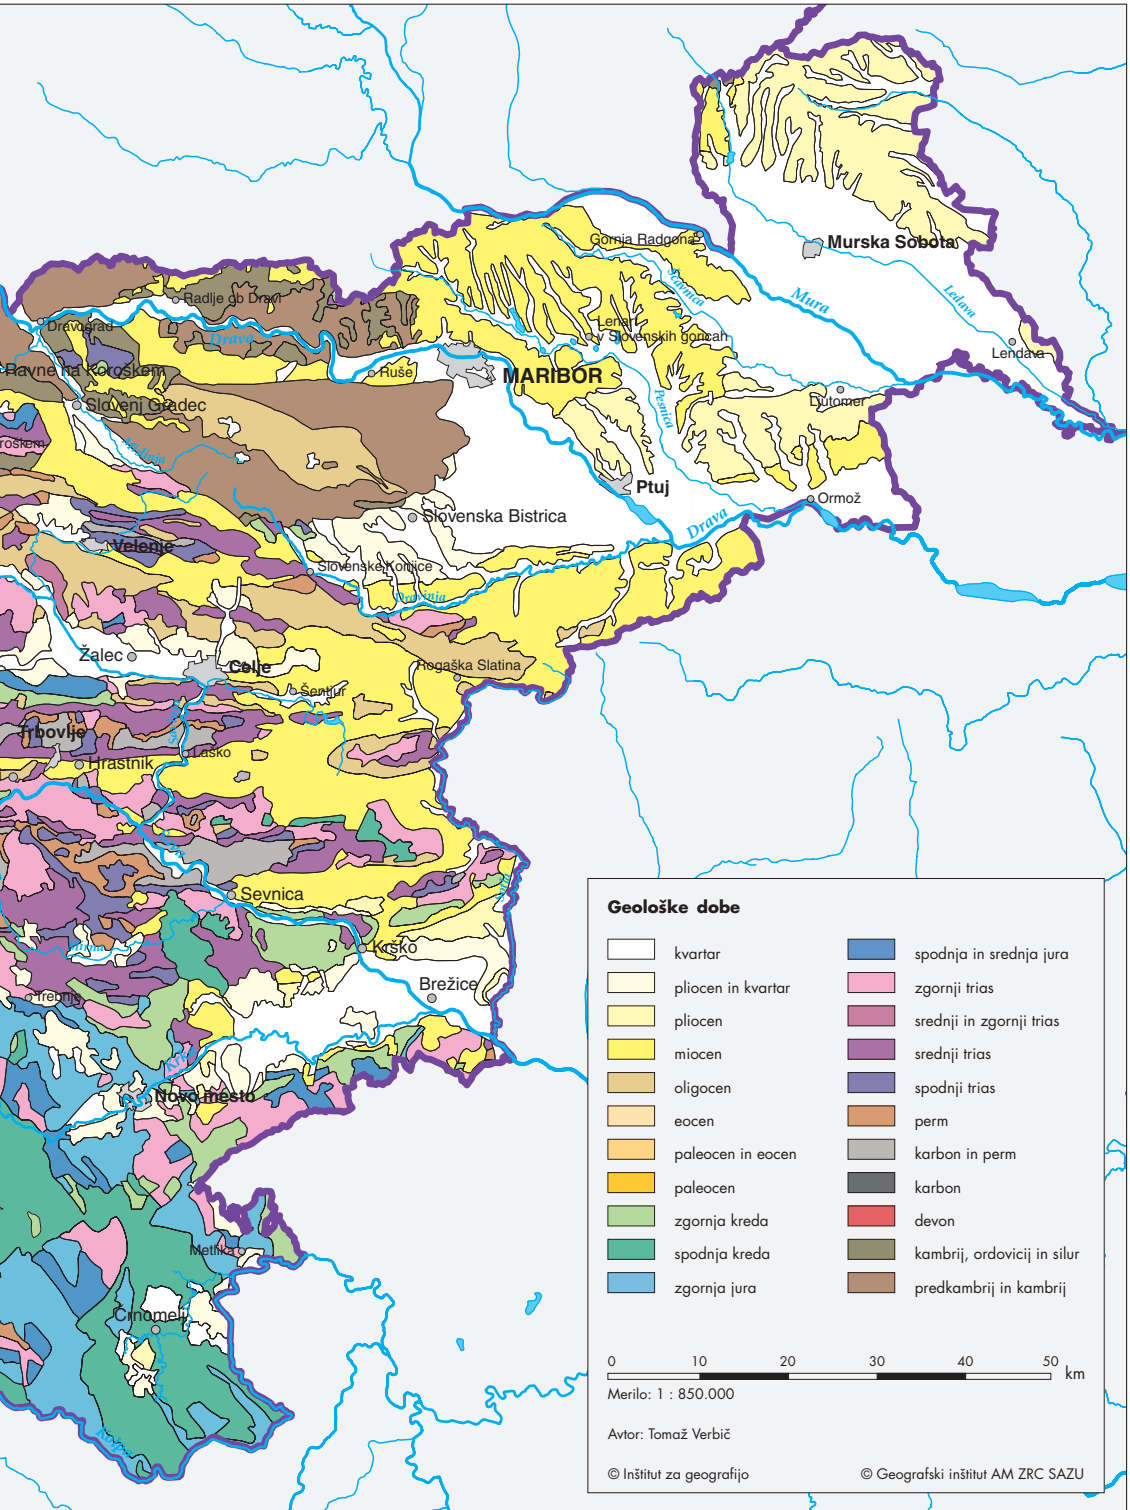 Gornja Radgona
Murska Sobota
Ščavnica
Mura
Ledava
Radlje ob Dravi
Dravograd
Drava
Lenart
v Slovenskih goricah
Lendava
Ravne na Koroškem
Ruše
MARIBOR
Slovenj Gradec
Pesnica
Ljutomer
roškem
Mislinja
Ptuj
Ormož
Slovenska Bistrica
Drava
Velenje
Slovenske Konjice
Dravinja
Žalec
Celje
Rogaška Slatina
Šentjur
Savinja
Trbovlje
Laško
Hrastnik
Sava
Sevnica
Sotla
Mirna
Krško
Brežice
Trebnje
Krka
Novo mesto
Metlika
Črnomelj
Kolpa
Geološke dobe
kvartar
pliocen in kvartar
pliocen
miocen
oligocen
eocen
paleocen in eocen
paleocen
zgornja kreda
spodnja kreda
zgornja jura
spodnja in srednja jura
zgornji trias
srednji in zgornji trias
srednji trias
spodnji trias
perm
karbon in perm
karbon
devon
kambrij, ordovicij in silur
predkambrij in kambrij
0 10 20 30 40 50 km
Merilo: 1 : 850.000
Avtor: Tomaž Verbič
© Inštitut za geografijo © Geografski inštitut AM ZRC SAZU